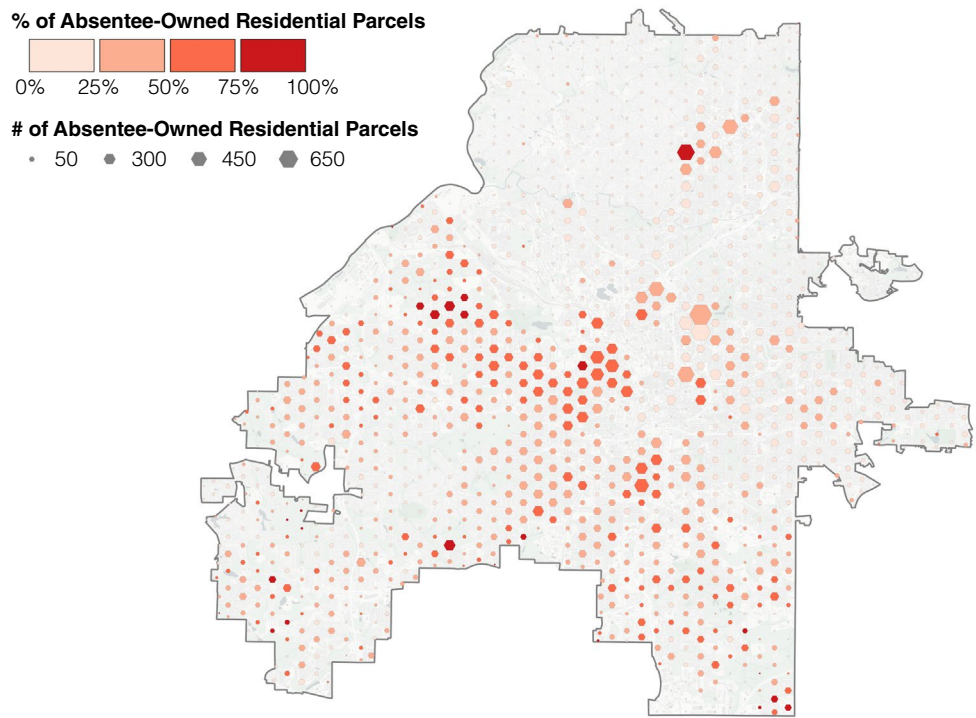 % of Absentee-Owned Residential Parcels
0% 25% 50% 75% 100%
# of Absentee-Owned Residential Parcels
50 300 450 650